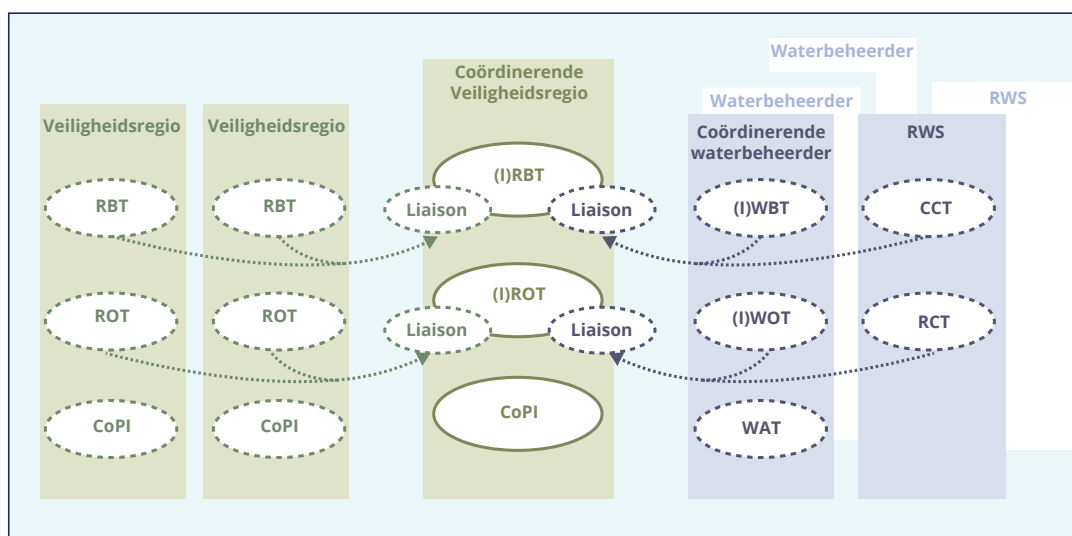 Waterbeheerder
Coördinerende
Veiligheidsregio
Waterbeheerder
RWS
Veiligheidsregio
Veiligheidsregio
Coördinerende
waterbeheerder
RWS
(I)RBT
RBT
RBT
Liaison
Liaison
(I)WBT
CCT
(I)ROT
ROT
ROT
Liaison
Liaison
(I)WOT
RCT
CoPI
CoPI
CoPI
WAT